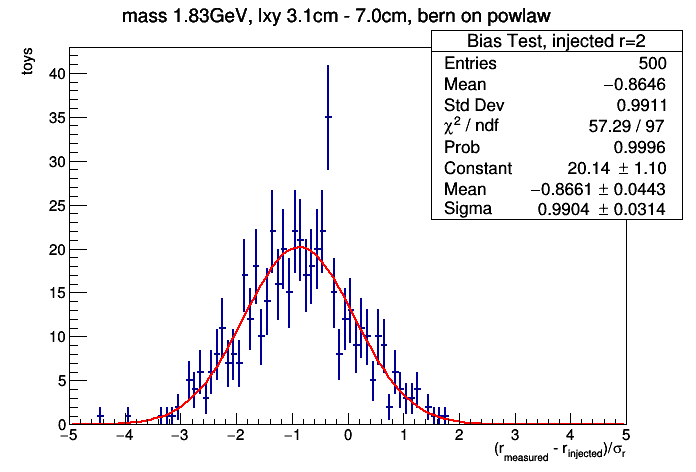 mass 1.83GeV, lxy 3.1cm - 7.0cm, bern on powlaw
Bias Test, injected r=2
Entries 500
Mean −0.8646
Std Dev 0.9911
χ² / ndf 57.29 / 97
Prob 0.9996
Constant 20.14 ± 1.10
Mean −0.8661 ± 0.0443
Sigma 0.9904 ± 0.0314
toys
40
35
30
25
20
15
10
5
0
−5 −4 −3 −2 −1 0 1 2 3 4 5
(r_measured - r_injected)/σ_r